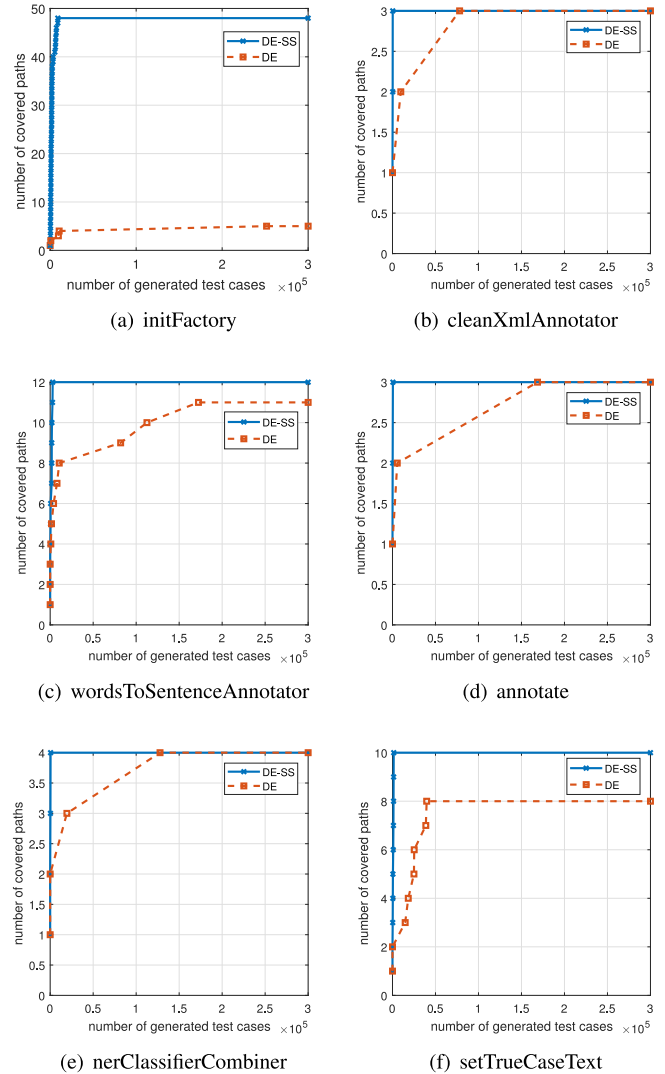 50
40
30
20
10
0
number of covered paths
DE-SS
DE
0 1 2 3
number of generated test cases ×10^5
(a) initFactory
3
2.5
2
1.5
1
0.5
0
number of covered paths
DE-SS
DE
0 0.5 1 1.5 2 2.5 3
number of generated test cases ×10^5
(b) cleanXmlAnnotator
12
10
8
6
4
2
0
number of covered paths
DE-SS
DE
0 0.5 1 1.5 2 2.5 3
number of generated test cases ×10^5
(c) wordsToSentenceAnnotator
3
2.5
2
1.5
1
0.5
0
number of covered paths
DE-SS
DE
0 0.5 1 1.5 2 2.5 3
number of generated test cases ×10^5
(d) annotate
4
3.5
3
2.5
2
1.5
1
0.5
0
number of covered paths
DE-SS
DE
0 0.5 1 1.5 2 2.5 3
number of generated test cases ×10^5
(e) nerClassifierCombiner
10
8
6
4
2
0
number of covered paths
DE-SS
DE
0 0.5 1 1.5 2 2.5 3
number of generated test cases ×10^5
(f) setTrueCaseText